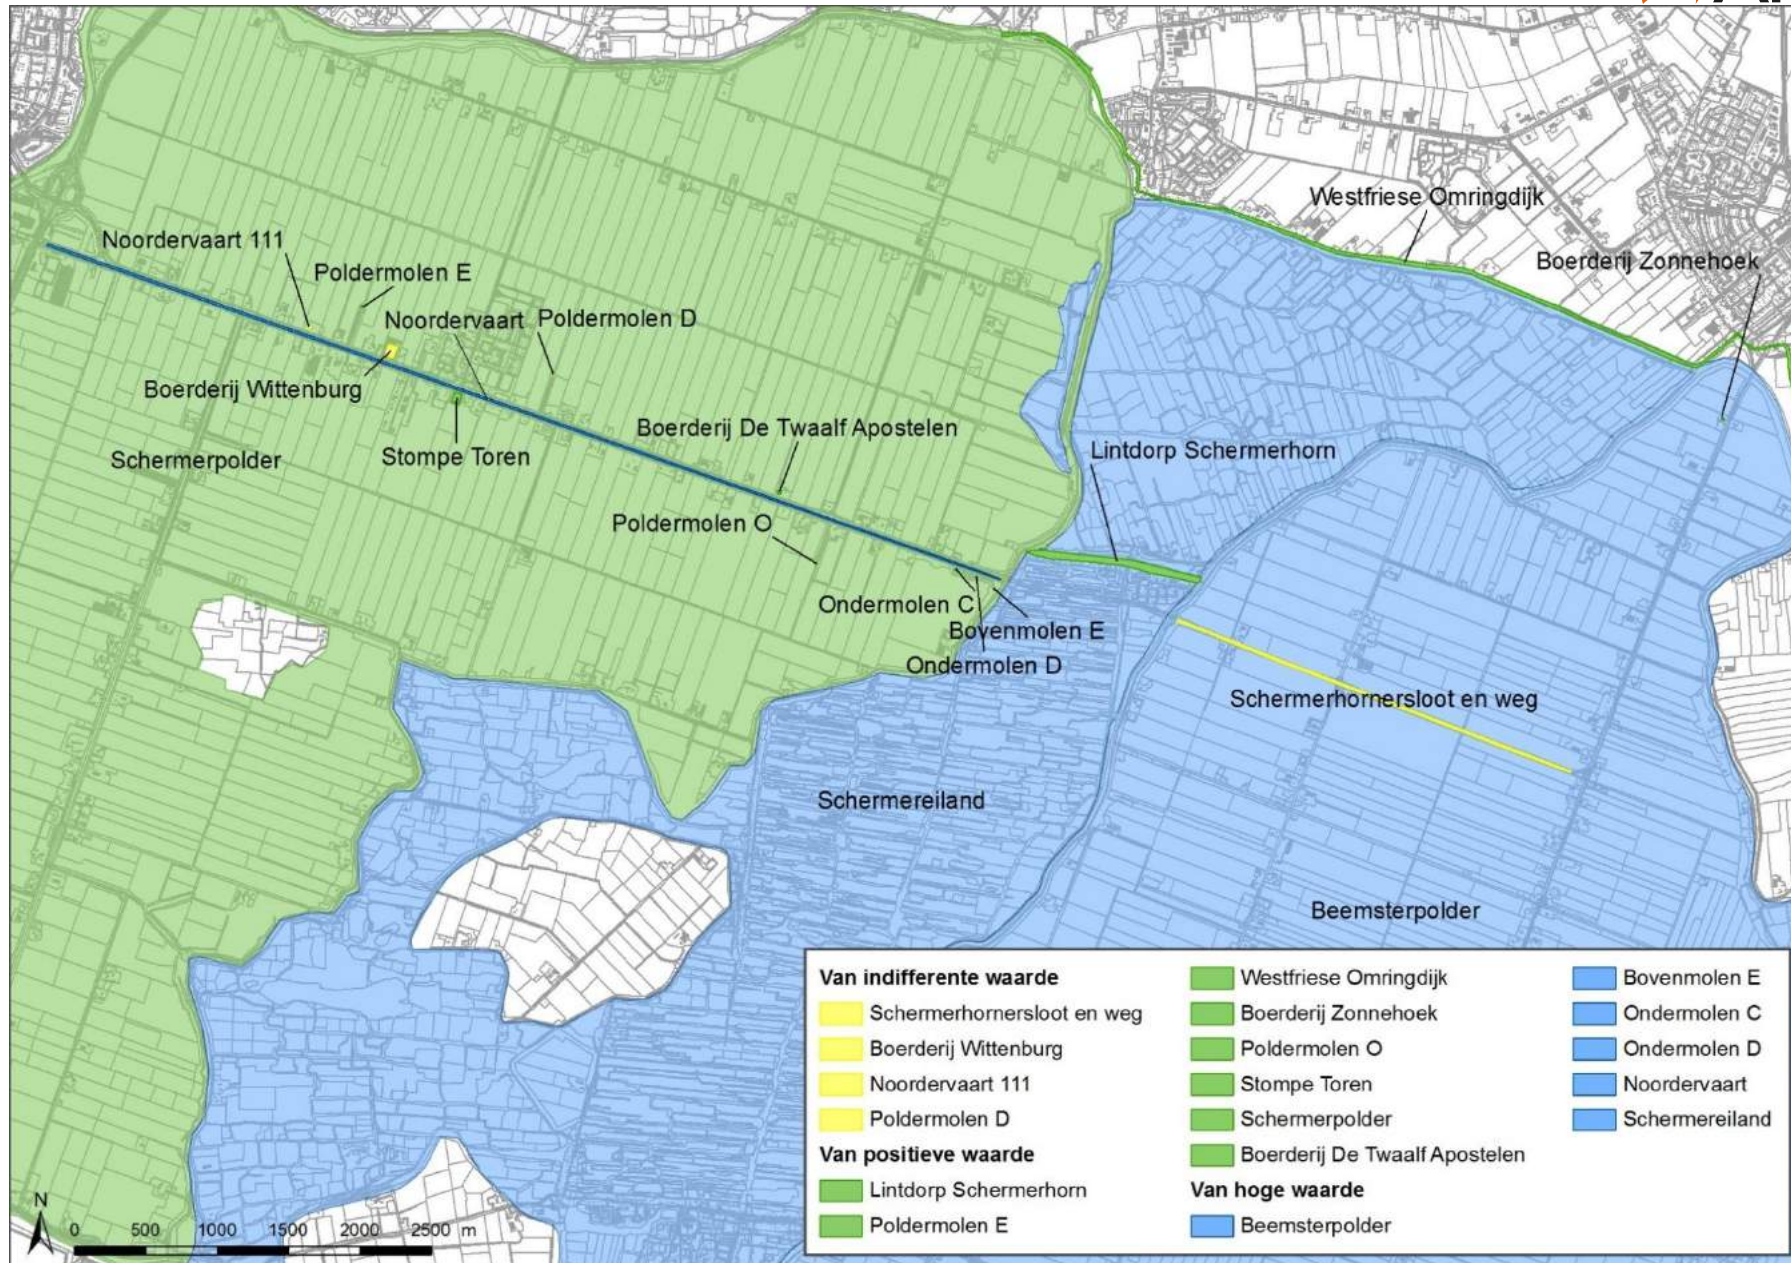 Westfriese Omringdijk
Noordervaart 111
Boerderij Zonnehoek
Poldermolen E
Noordervaart
Poldermolen D
Boerderij Wittenburg
Boerderij De Twaalf Apostelen
Stompe Toren
Schermerpolder
Lintdorp Schermerhorn
Poldermolen O
Ondermolen C
Bovenmolen E
Ondermolen D
Schermerhornersloot en weg
Schermereiland
Beemsterpolder
Van indifferente waarde
Schermerhornersloot en weg
Boerderij Wittenburg
Noordervaart 111
Poldermolen D
Van positieve waarde
Lintdorp Schermerhorn
Poldermolen E
Westfriese Omringdijk
Boerderij Zonnehoek
Poldermolen O
Stompe Toren
Schermerpolder
Boerderij De Twaalf Apostelen
Van hoge waarde
Beemsterpolder
Bovenmolen E
Ondermolen C
Ondermolen D
Noordervaart
Schermereiland
N
0 500 1000 1500 2000 2500 m